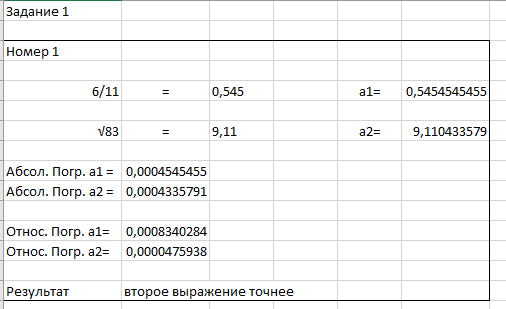 Задание 1
Номер 1
6/11 = 0,545 a1= 0,5454545455
√83 = 9,11 a2= 9,110433579
Абсол. Погр. a1 = 0,0004545455
Абсол. Погр. a2 = 0,0004335791
Относ. Погр. a1= 0,0008340284
Относ. Погр. a2= 0,0000475938
Результат второе выражение точнее